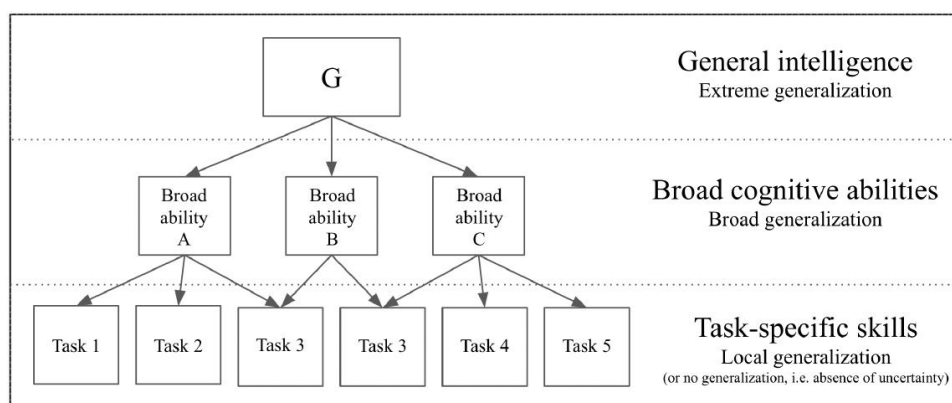 G
General intelligence
Extreme generalization
Broad
ability
A
Broad
ability
B
Broad
ability
C
Broad cognitive abilities
Broad generalization
Task 1
Task 2
Task 3
Task 3
Task 4
Task 5
Task-specific skills
Local generalization
(or no generalization, i.e. absence of uncertainty)